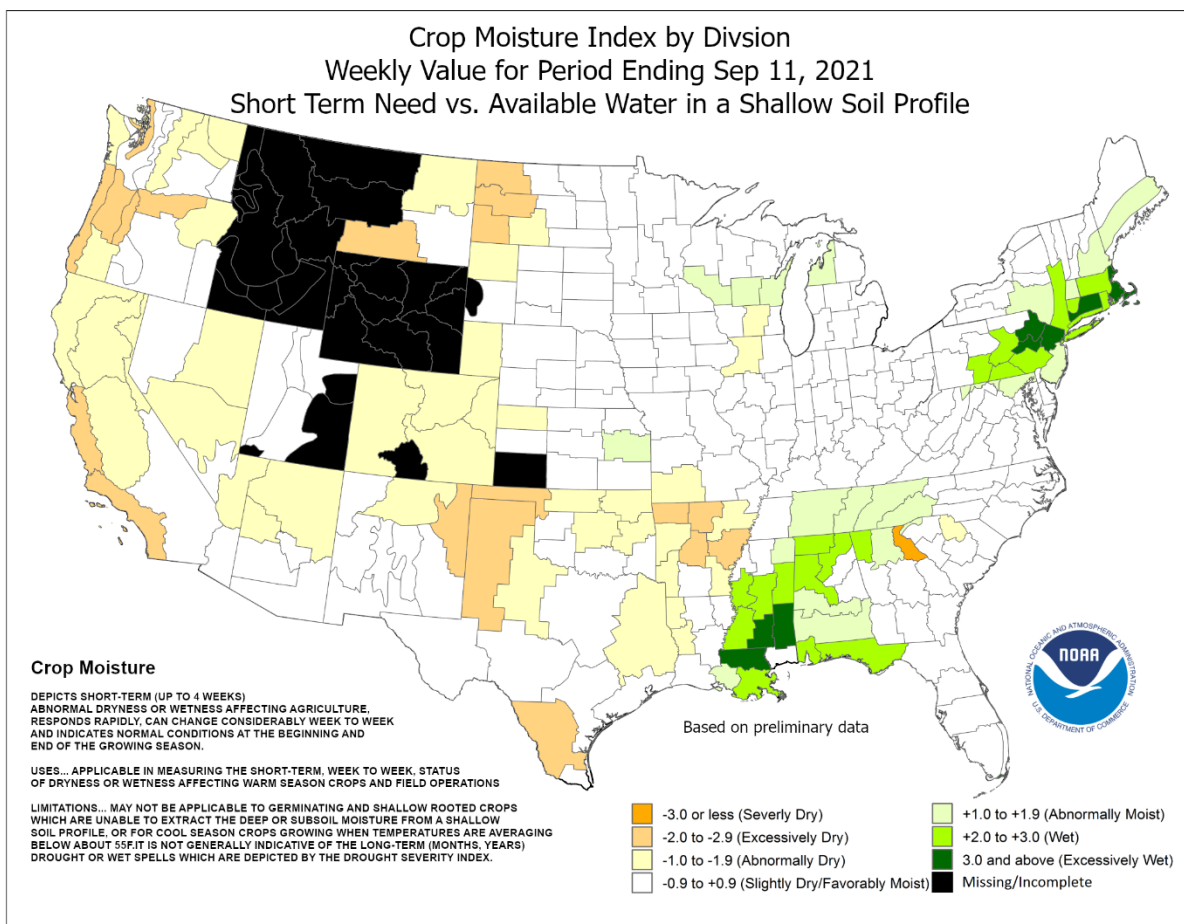 Crop Moisture Index by Divsion
Weekly Value for Period Ending Sep 11, 2021
Short Term Need vs. Available Water in a Shallow Soil Profile
Crop Moisture
DEPICTS SHORT-TERM (UP TO 4 WEEKS)
ABNORMAL DRYNESS OR WETNESS AFFECTING AGRICULTURE,
RESPONDS RAPIDLY, CAN CHANGE CONSIDERABLY WEEK TO WEEK
AND INDICATES NORMAL CONDITIONS AT THE BEGINNING AND
END OF THE GROWING SEASON.
USES... APPLICABLE IN MEASURING THE SHORT-TERM, WEEK TO WEEK, STATUS
OF DRYNESS OR WETNESS AFFECTING WARM SEASON CROPS AND FIELD OPERATIONS
LIMITATIONS... MAY NOT BE APPLICABLE TO GERMINATING AND SHALLOW ROOTED CROPS
WHICH ARE UNABLE TO EXTRACT THE DEEP OR SUBSOIL MOISTURE FROM A SHALLOW
SOIL PROFILE, OR FOR COOL SEASON CROPS GROWING WHEN TEMPERATURES ARE AVERAGING
BELOW ABOUT 55F.IT IS NOT GENERALLY INDICATIVE OF THE LONG-TERM (MONTHS, YEARS)
DROUGHT OR WET SPELLS WHICH ARE DEPICTED BY THE DROUGHT SEVERITY INDEX.
Based on preliminary data
NATIONAL OCEANIC AND ATMOSPHERIC ADMINISTRATION
NOAA
U.S. DEPARTMENT OF COMMERCE
-3.0 or less (Severly Dry)
-2.0 to -2.9 (Excessively Dry)
-1.0 to -1.9 (Abnormally Dry)
-0.9 to +0.9 (Slightly Dry/Favorably Moist)
+1.0 to +1.9 (Abnormally Moist)
+2.0 to +3.0 (Wet)
3.0 and above (Excessively Wet)
Missing/Incomplete